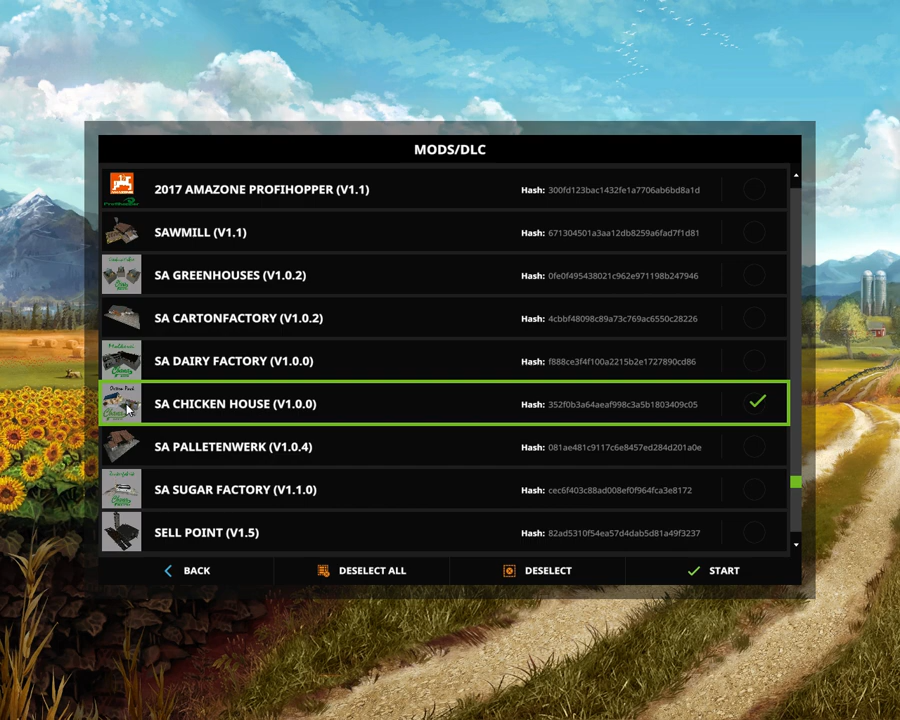 MODS/DLC
2017 AMAZONE PROFIHOPPER (V1.1) Hash: 300fd123bac1432fe1a7706ab6bd8a1d
SAWMILL (V1.1) Hash: 671304501a3aa12db8259a6fad7f1d81
SA GREENHOUSES (V1.0.2) Hash: 0fe0f495438021c962e971198b247946
SA CARTONFACTORY (V1.0.2) Hash: 4cbbf48098c89a73c769ac6550c28226
SA DAIRY FACTORY (V1.0.0) Hash: f888ce3f4f100a2215b2e1727890cd86
SA CHICKEN HOUSE (V1.0.0) Hash: 352f0b3a64aeaf998c3a5b1803409c05
SA PALLETENWERK (V1.0.4) Hash: 081ae481c9117c6e8457ed284d201a0e
SA SUGAR FACTORY (V1.1.0) Hash: cec6f403c88ad008ef0f964fca3e8172
SELL POINT (V1.5) Hash: 82ad5310f54ea57d4dab5d81a49f3237
BACK DESELECT ALL DESELECT START